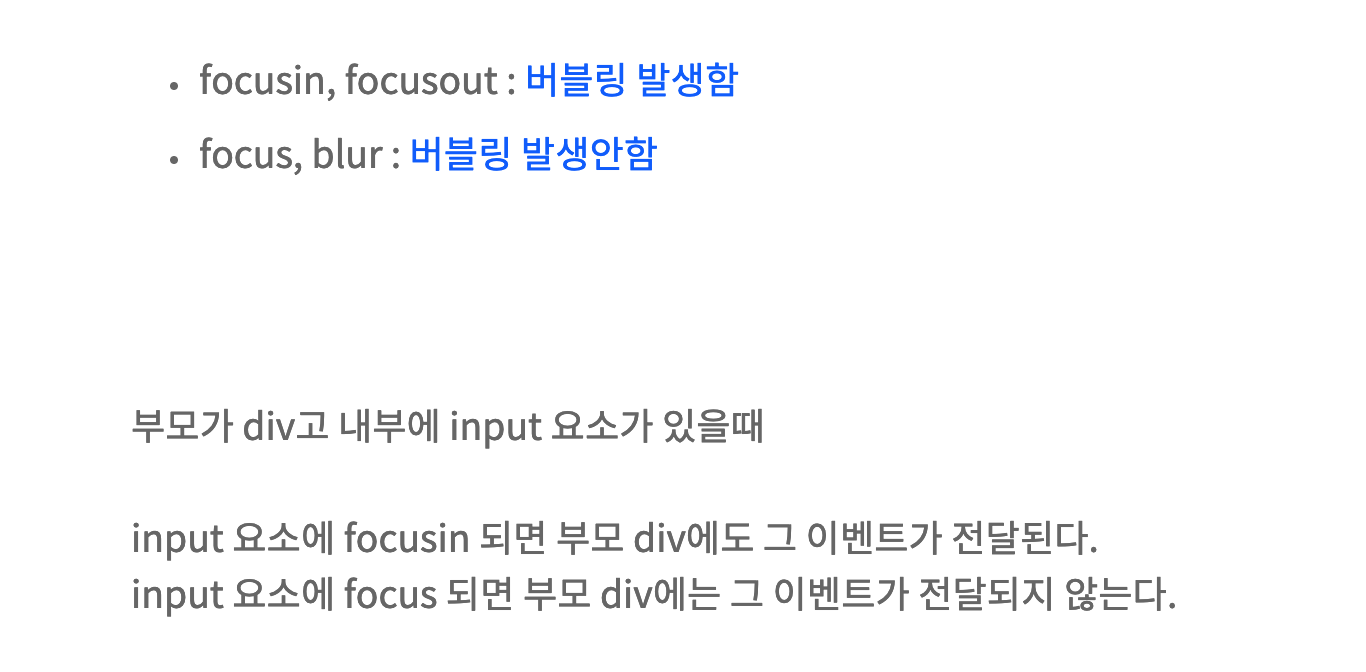 • focusin, focusout : 버블링 발생함
• focus, blur : 버블링 발생안함
부모가 div고 내부에 input 요소가 있을때
input 요소에 focusin 되면 부모 div에도 그 이벤트가 전달된다.
input 요소에 focus 되면 부모 div에는 그 이벤트가 전달되지 않는다.